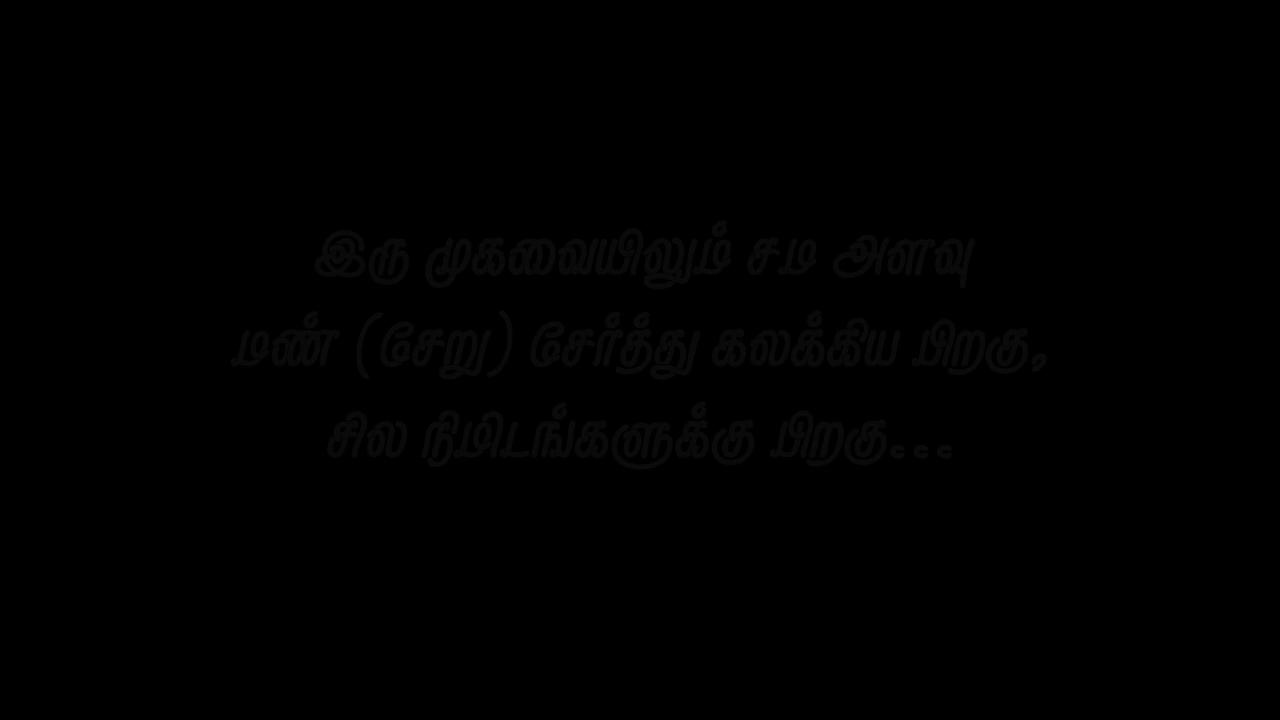 இரு முகவையிலும் சம அளவு
மண் (சேறு) சேர்த்து கலக்கிய பிறகு,
சில நிமிடங்களுக்கு பிறகு...